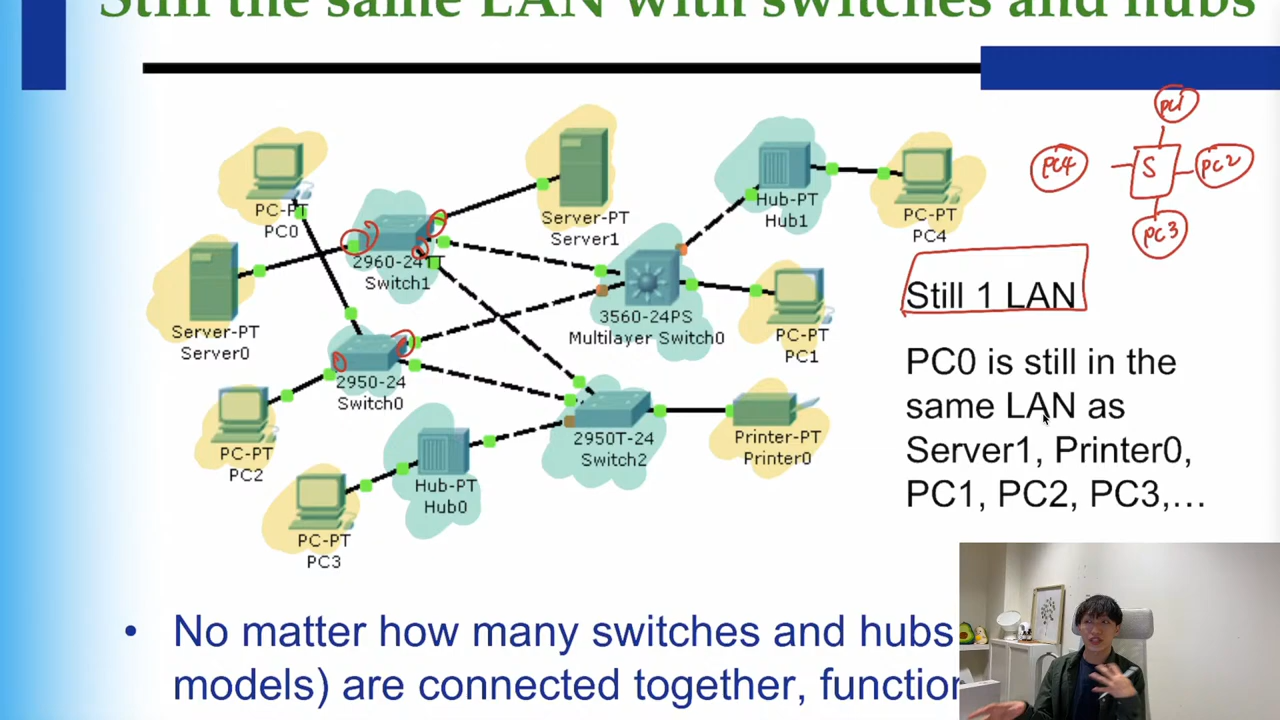 Still the same LAN with switches and hubs
PC-PT
PC0
Server-PT
Server1
Hub-PT
Hub1
PC-PT
PC4
2960-24TT
Switch1
3560-24PS
Multilayer Switch0
PC-PT
PC1
Server-PT
Server0
2950-24
Switch0
PC-PT
PC2
Hub-PT
Hub0
2950T-24
Switch2
Printer-PT
Printer0
PC-PT
PC3
PC1
PC4
S
PC2
PC3
Still 1 LAN
PC0 is still in the
same LAN as
Server1, Printer0,
PC1, PC2, PC3,…
• No matter how many switches and hubs
models) are connected together,